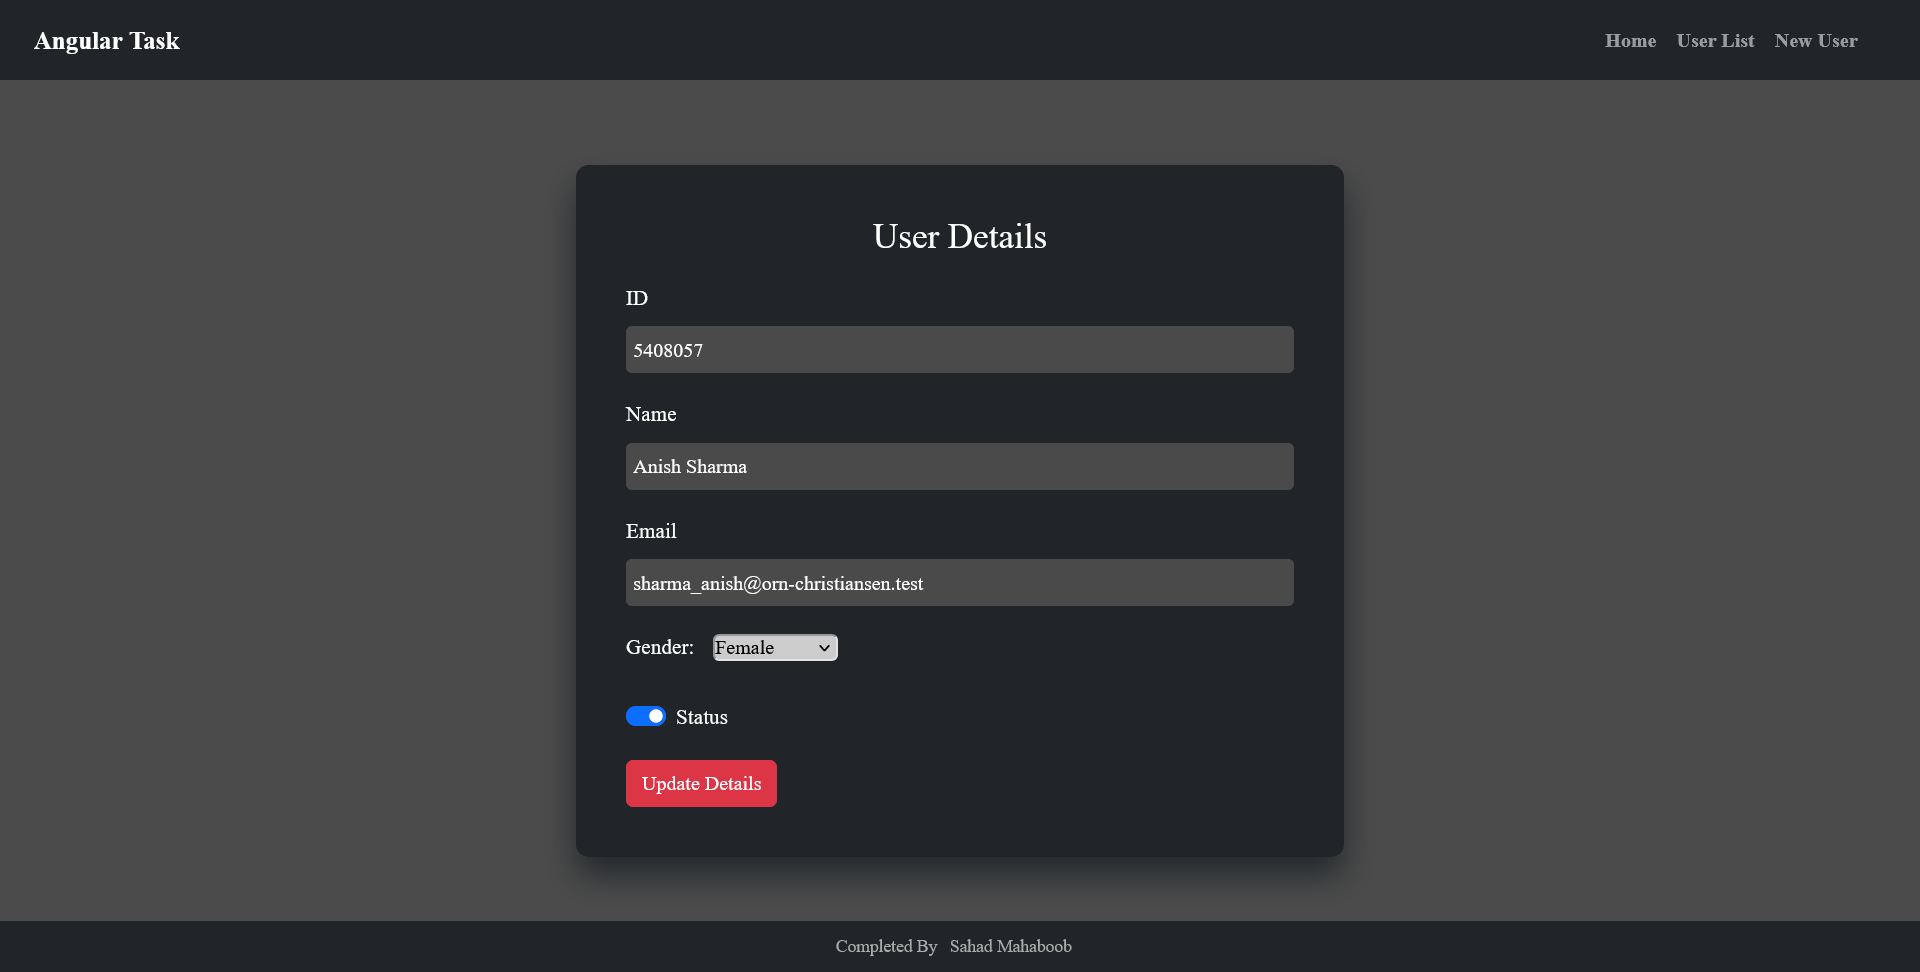 Angular Task
Home User List New User
User Details
ID
5408057
Name
Anish Sharma
Email
sharma_anish@orn-christiansen.test
Gender: Female
Status
Update Details
Completed By Sahad Mahaboob